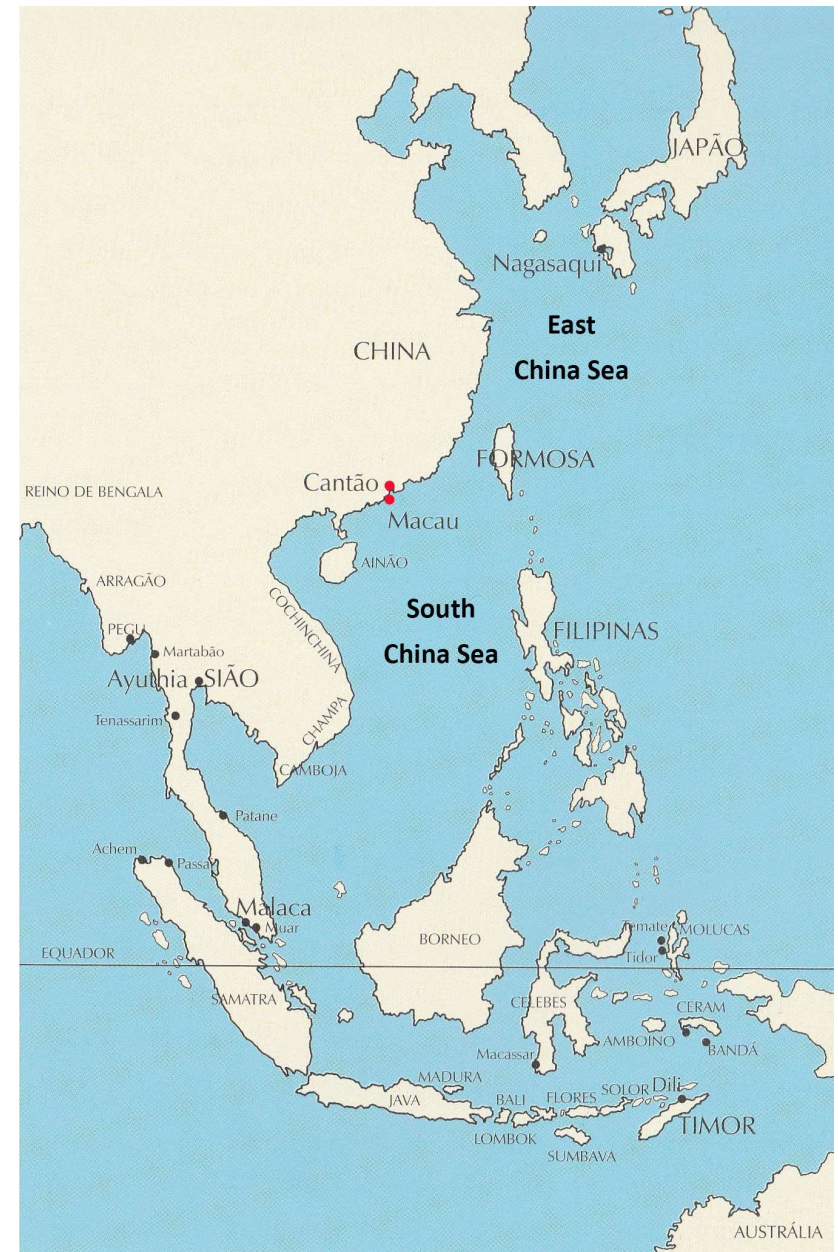 JAPÃO
Nagasaqui
East
China Sea
CHINA
FORMOSA
Cantão
REINO DE BENGALA
Macau
AINÃO
ARRAGÃO
COCHINCHINA
South
China Sea
FILIPINAS
PEGU
Martabão
Ayuthia
SIÃO
Tenassarim
CHAMPA
CAMBOJA
Patane
Achem
Passa
Malaca
Muar
Temate
MOLUCAS
BORNEO
EQUADOR
Tidor
SAMATRA
CELEBES
CERAM
AMBOINO
BANDÁ
Macassar
MADURA
JAVA
BALI
FLORES
SOLOR
Dili
LOMBOK
TIMOR
SUMBAVA
AUSTRÁLIA